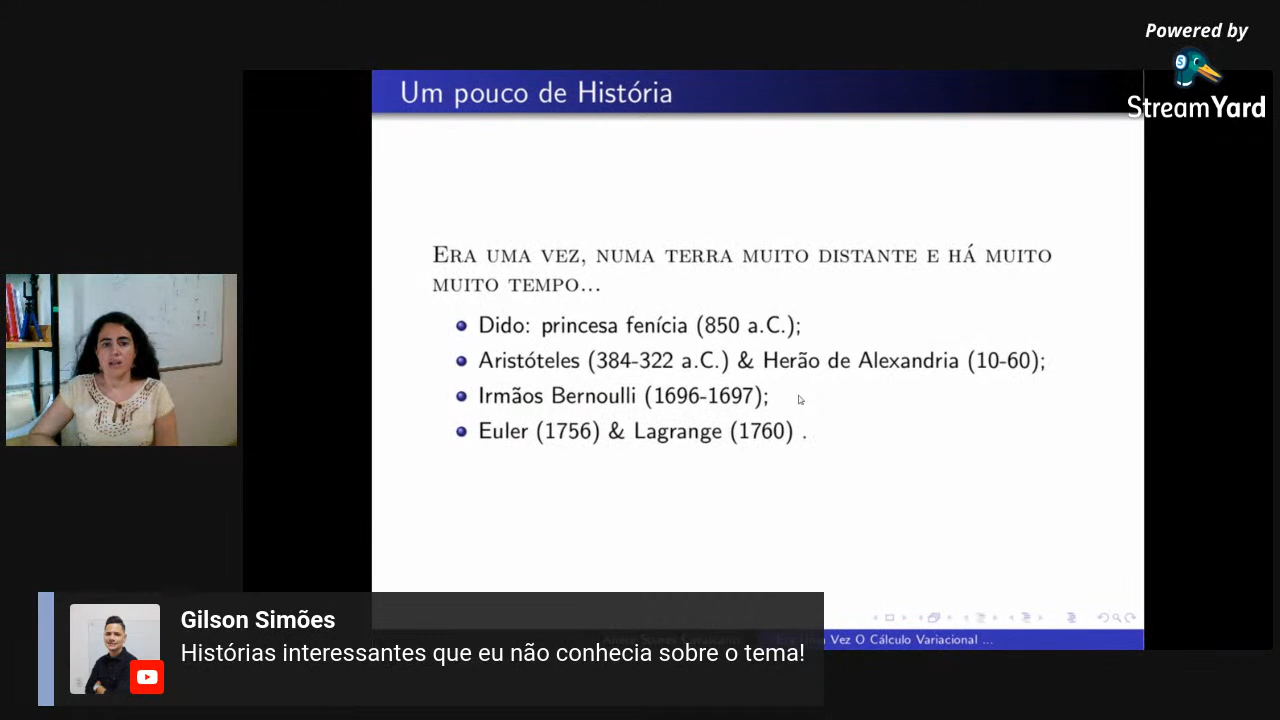 Powered by
StreamYard
Um pouco de História
Era uma vez, numa terra muito distante e há muito
muito tempo...
Dido: princesa fenícia (850 a.C.);
Aristóteles (384-322 a.C.) & Herão de Alexandria (10-60);
Irmãos Bernoulli (1696-1697);
Euler (1756) & Lagrange (1760) .
Vez O Cálculo Variacional ...
Gilson Simões
Histórias interessantes que eu não conhecia sobre o tema!